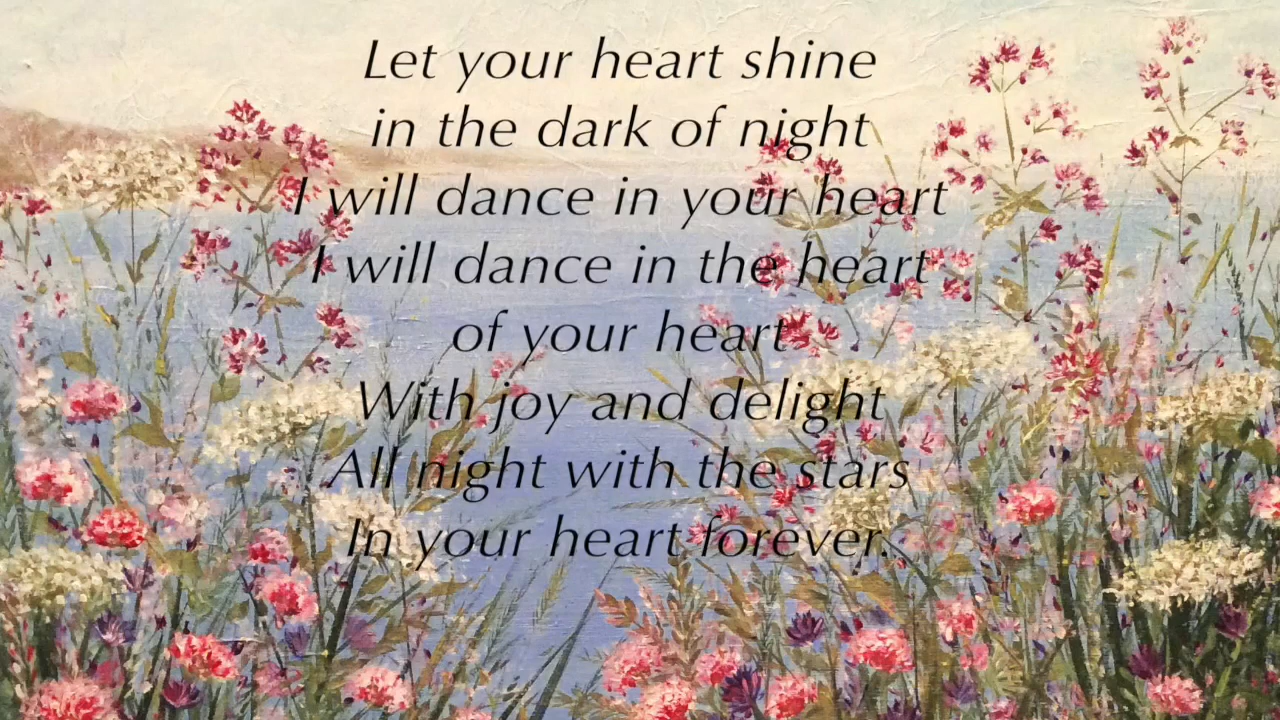 Let your heart shine
in the dark of night
I will dance in your heart
I will dance in the heart
of your heart
With joy and delight
All night with the stars
In your heart forever.